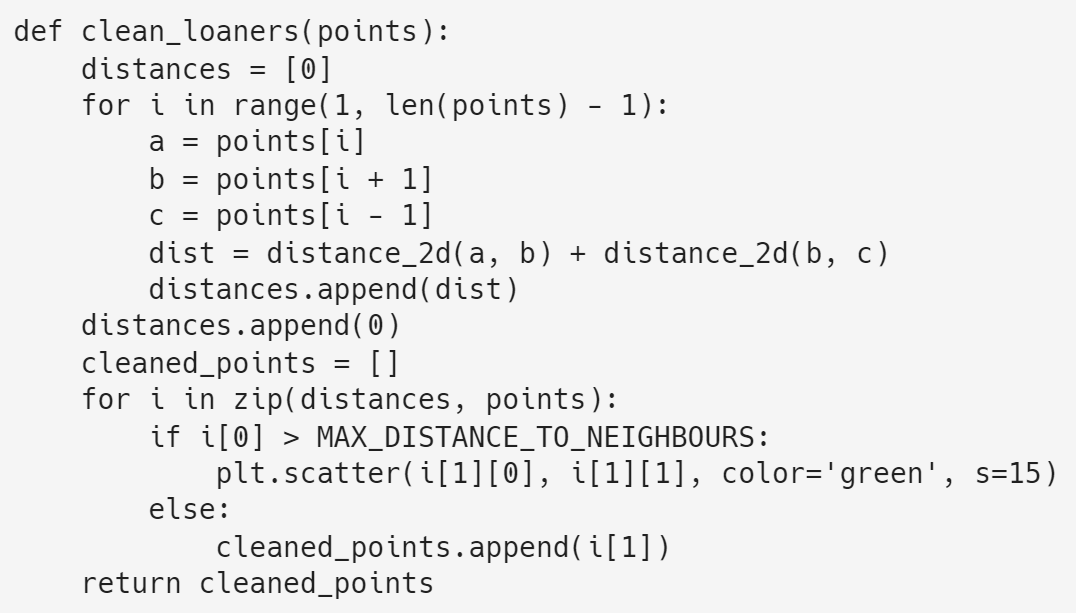 def clean_loaners(points):
    distances = [0]
    for i in range(1, len(points) - 1):
        a = points[i]
        b = points[i + 1]
        c = points[i - 1]
        dist = distance_2d(a, b) + distance_2d(b, c)
        distances.append(dist)
    distances.append(0)
    cleaned_points = []
    for i in zip(distances, points):
        if i[0] > MAX_DISTANCE_TO_NEIGHBOURS:
            plt.scatter(i[1][0], i[1][1], color='green', s=15)
        else:
            cleaned_points.append(i[1])
    return cleaned_points